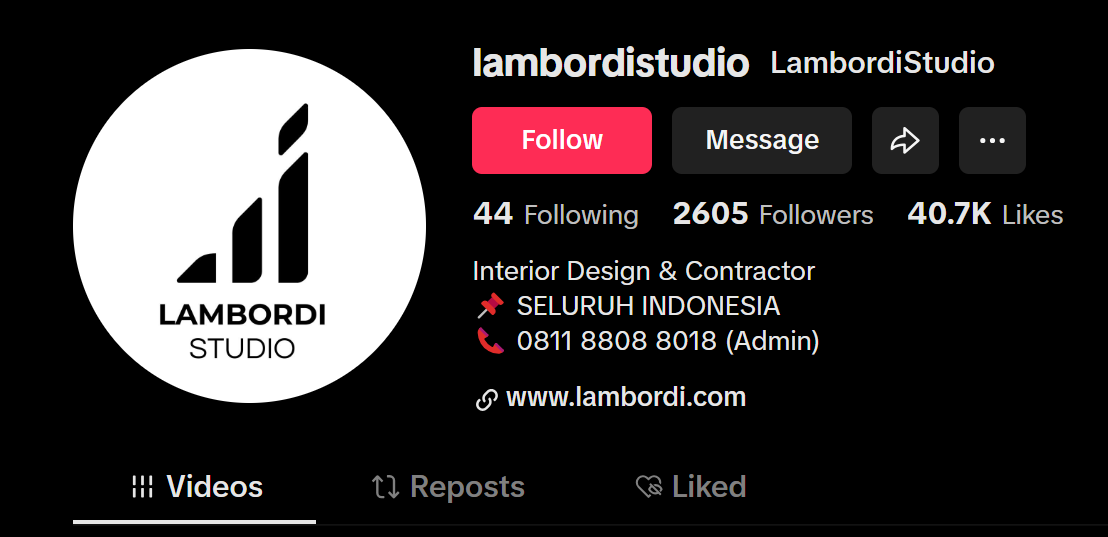 lambordistudio LambordiStudio
Follow Message
44 Following 2605 Followers 40.7K Likes
Interior Design & Contractor
📌 SELURUH INDONESIA
📞 0811 8808 8018 (Admin)
www.lambordi.com
LAMBORDI
STUDIO
Videos Reposts Liked